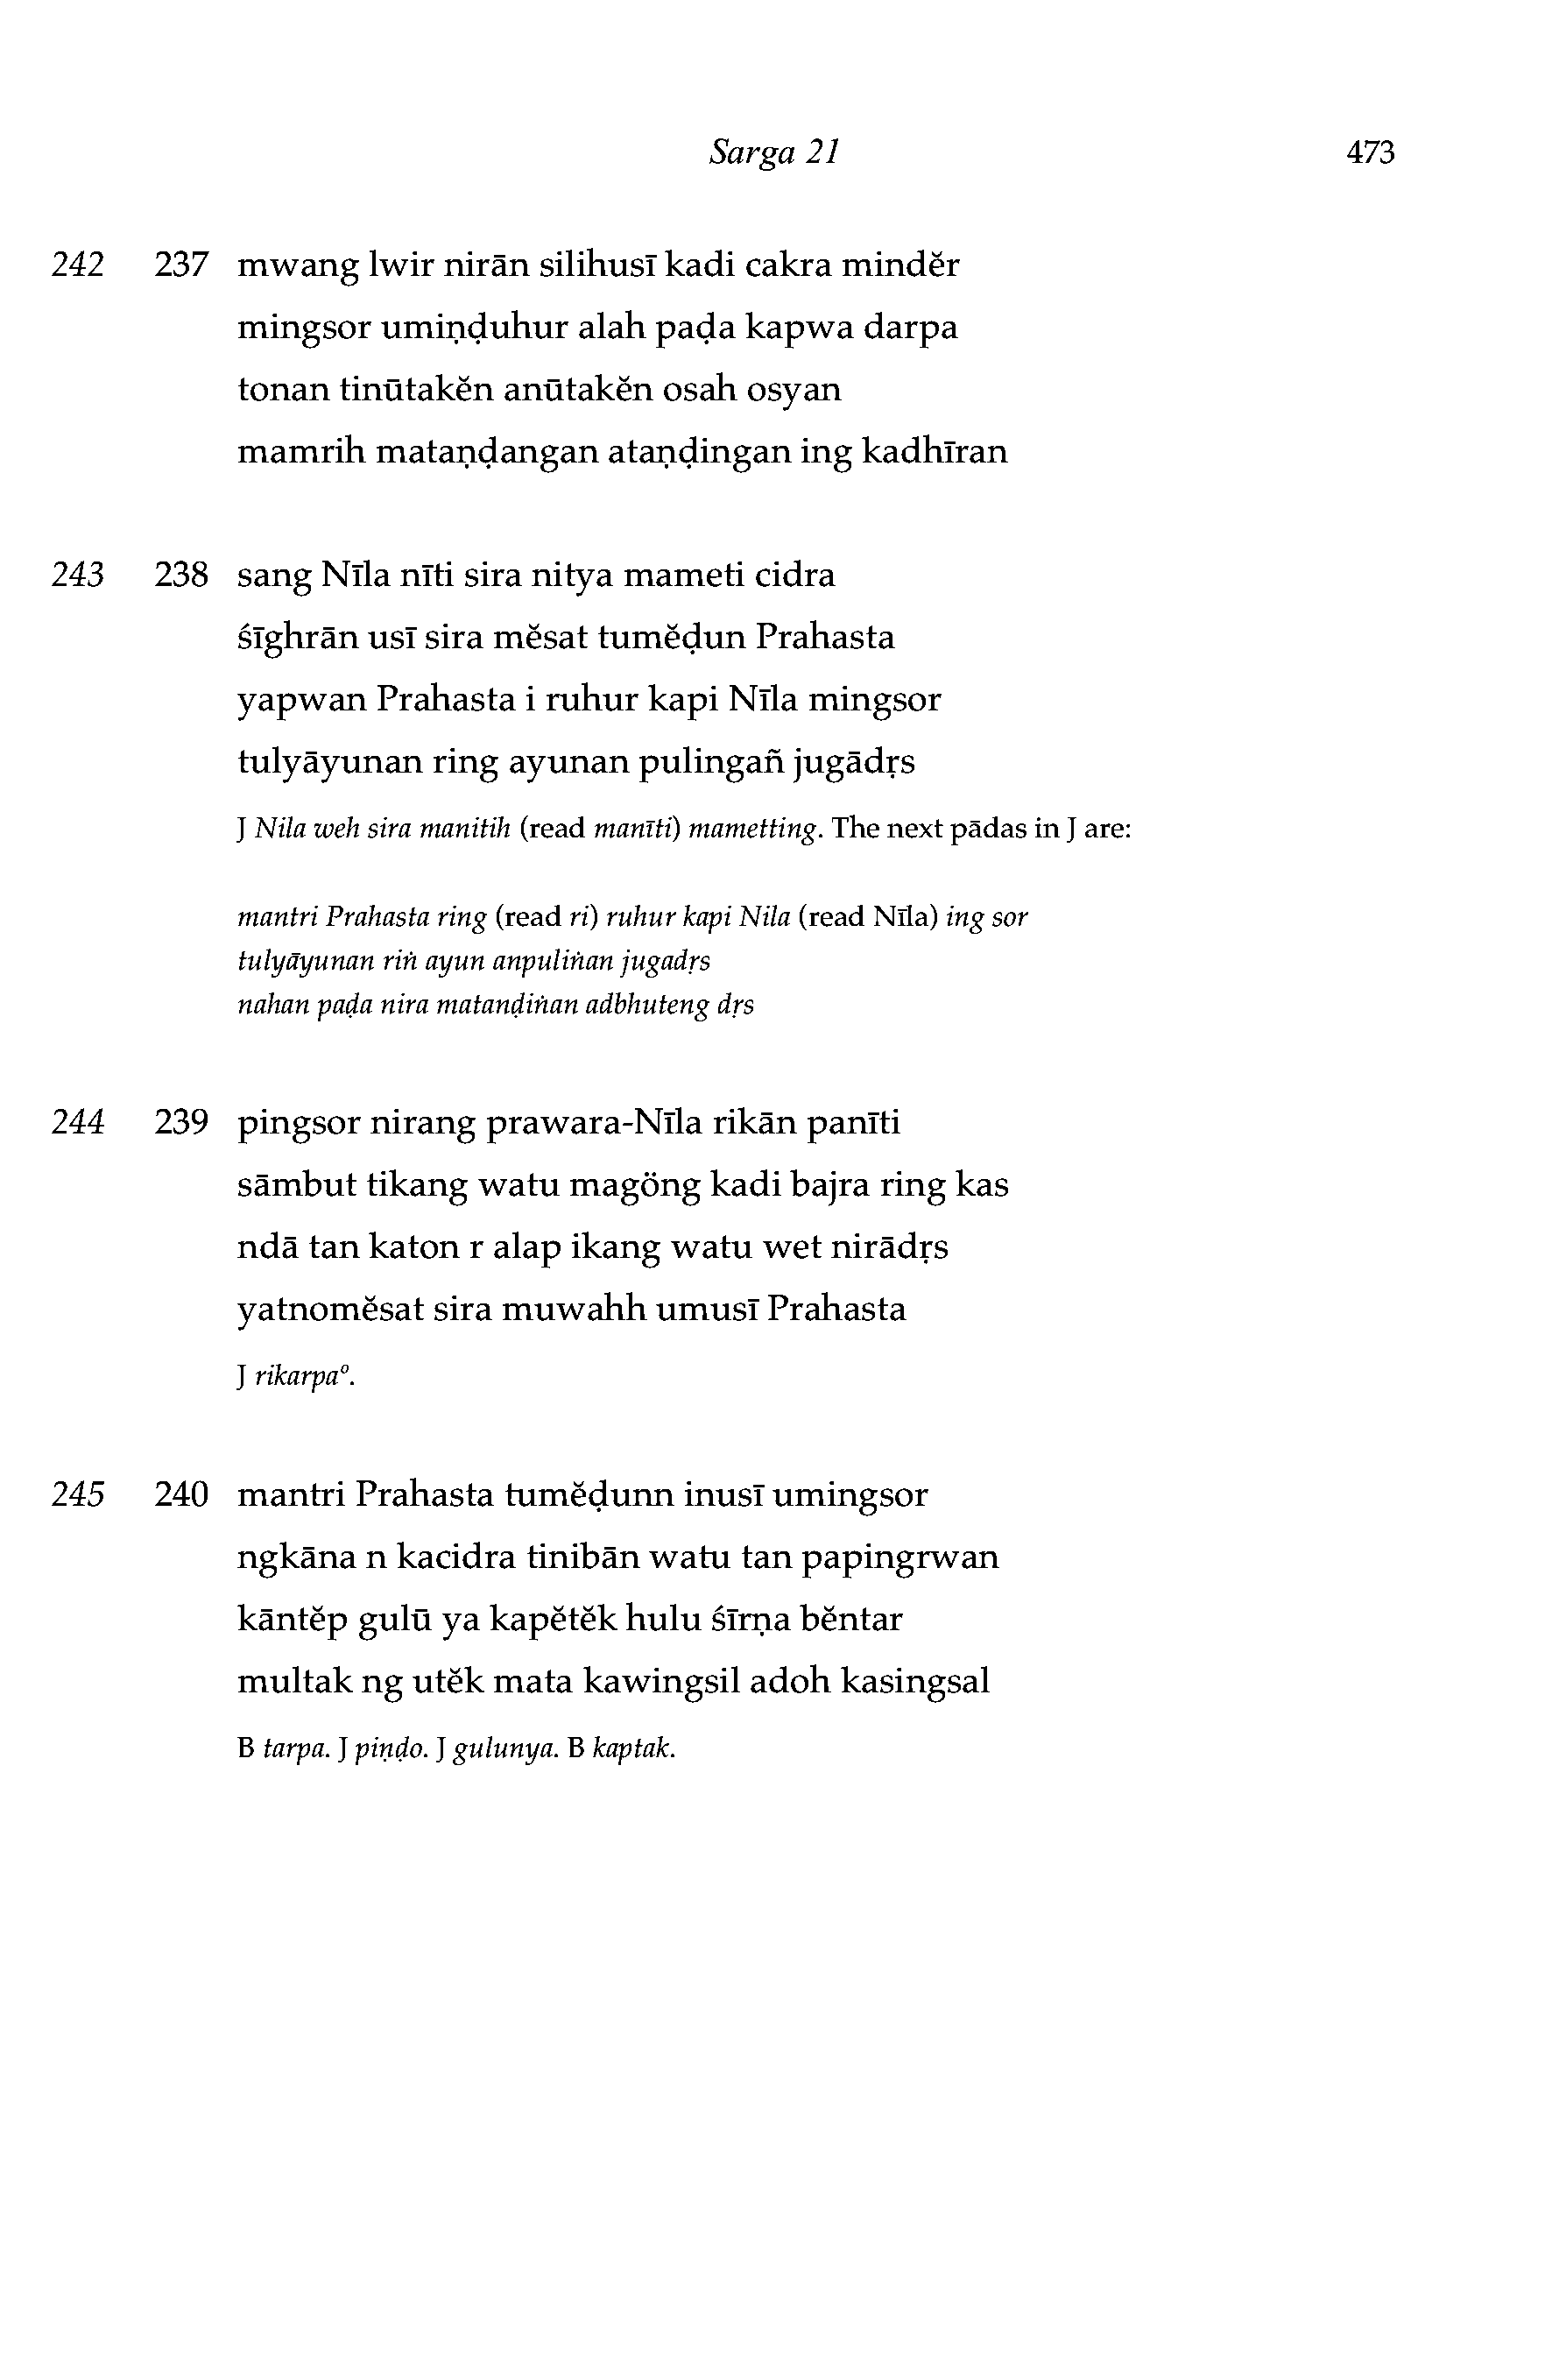 Sarga 21 473
242 237 mwang lwir nirān silihusī kadi cakra mindĕr
mingsor umiṇḍuhur alah paḍa kapwa darpa
tonan tinūtakĕn anūtakĕn osah osyan
mamrih mataṇḍangan ataṇḍingan ing kadhīran
243 238 sang Nīla nīti sira nitya mameti cidra
śīghrān usī sira mĕsat tumĕḍun Prahasta
yapwan Prahasta i ruhur kapi Nīla mingsor
tulyāyunan ring ayunan pulingañ jugādṛs
J Nila weh sira manitih (read manīti) mametting. The next pādas in J are:
mantri Prahasta ring (read ri) ruhur kapi Nila (read Nīla) ing sor
tulyāyunan riṅ ayun anpuliṅan jugadṛs
nahan paḍa nira matanḍiṅan adbhuteng dṛs
244 239 pingsor nirang prawara-Nīla rikān panīti
sāmbut tikang watu magöng kadi bajra ring kas
ndā tan katon r alap ikang watu wet nirādṛs
yatnomĕsat sira muwahh umusī Prahasta
J rikarpaº.
245 240 mantri Prahasta tumĕḍunn inusī umingsor
ngkāna n kacidra tinibān watu tan papingrwan
kāntĕp gulū ya kapĕtĕk hulu śīrṇa bĕntar
multak ng utĕk mata kawingsil adoh kasingsal
B tarpa. J piṇḍo. J gulunya. B kaptak.